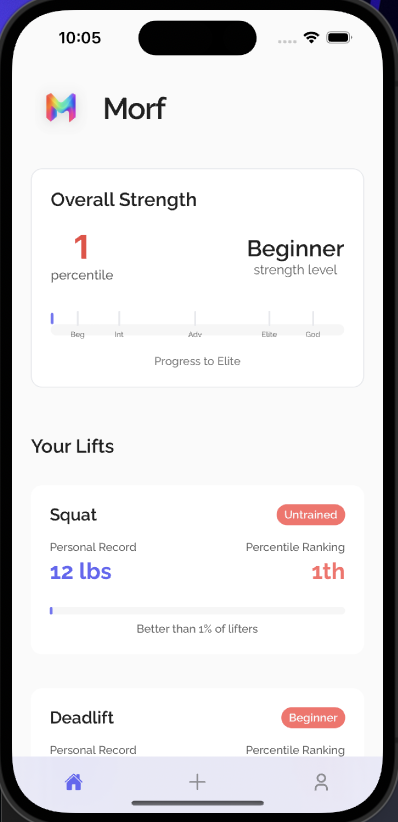 10:05
Morf
Overall Strength
1
percentile
Beginner
strength level
Beg Int Adv Elite God
Progress to Elite
Your Lifts
Squat
Untrained
Personal Record
Percentile Ranking
12 lbs
1th
Better than 1% of lifters
Deadlift
Beginner
Personal Record
Percentile Ranking